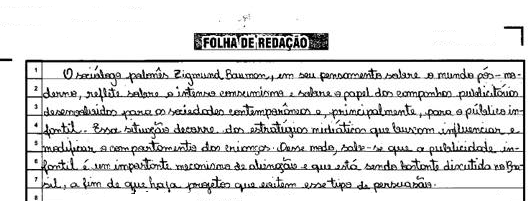 FOLHA DE REDAÇÃO
1 O sociólogo polonês Zigmund Bauman, em seu pensamento sobre o mundo pós-mo-
2 derno, reflete sobre o intenso consumismo e sobre o papel das campanhas publicitárias
3 desenvolvidas para as sociedades contemporâneas e, principalmente, para o público in-
4 fantil. Essa situação decorre das estratégias midiáticas que buscam influenciar e
5 modificar o comportamento das crianças. Desse modo, sabe-se que a publicidade in-
6 fantil é um importante mecanismo de alienação e que está sendo bastante discutida no Bra-
7 sil, a fim de que haja projetos que evitem esse tipo de persuasão.
8